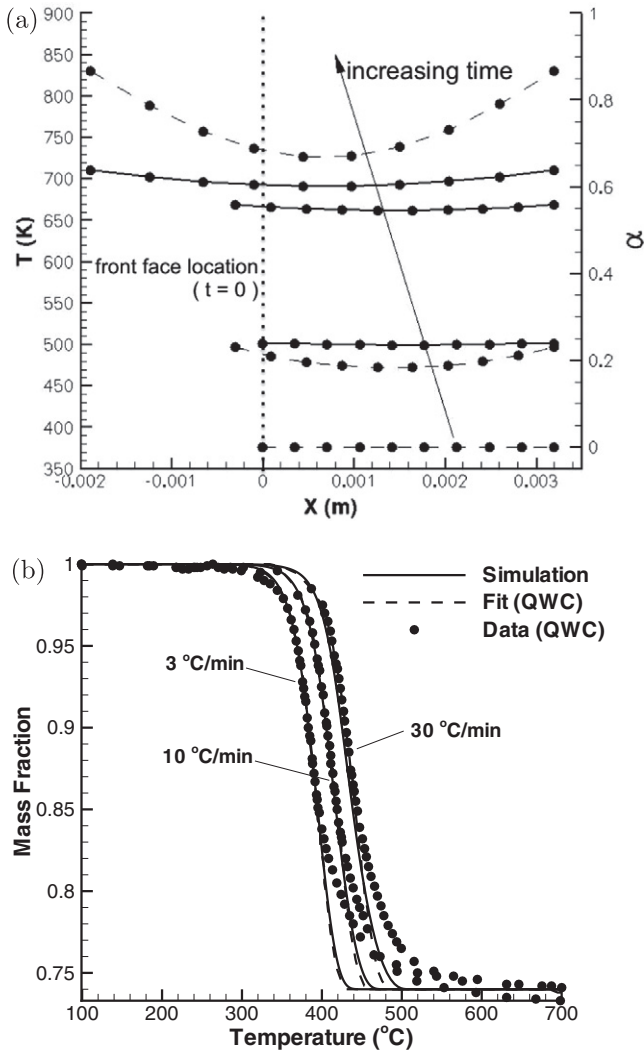 (a)
900
850
800
750
700
650
600
550
500
450
400
350
T (K)
increasing time
front face location
( t = 0 )
1
0.8
0.6
0.4
0.2
0
α
-0.002
-0.001
0
0.001
0.002
0.003
X (m)
(b)
1
0.95
0.9
0.85
0.8
0.75
Mass Fraction
Simulation
Fit (QWC)
Data (QWC)
3 °C/min
10 °C/min
30 °C/min
100
200
300
400
500
600
700
Temperature (°C)